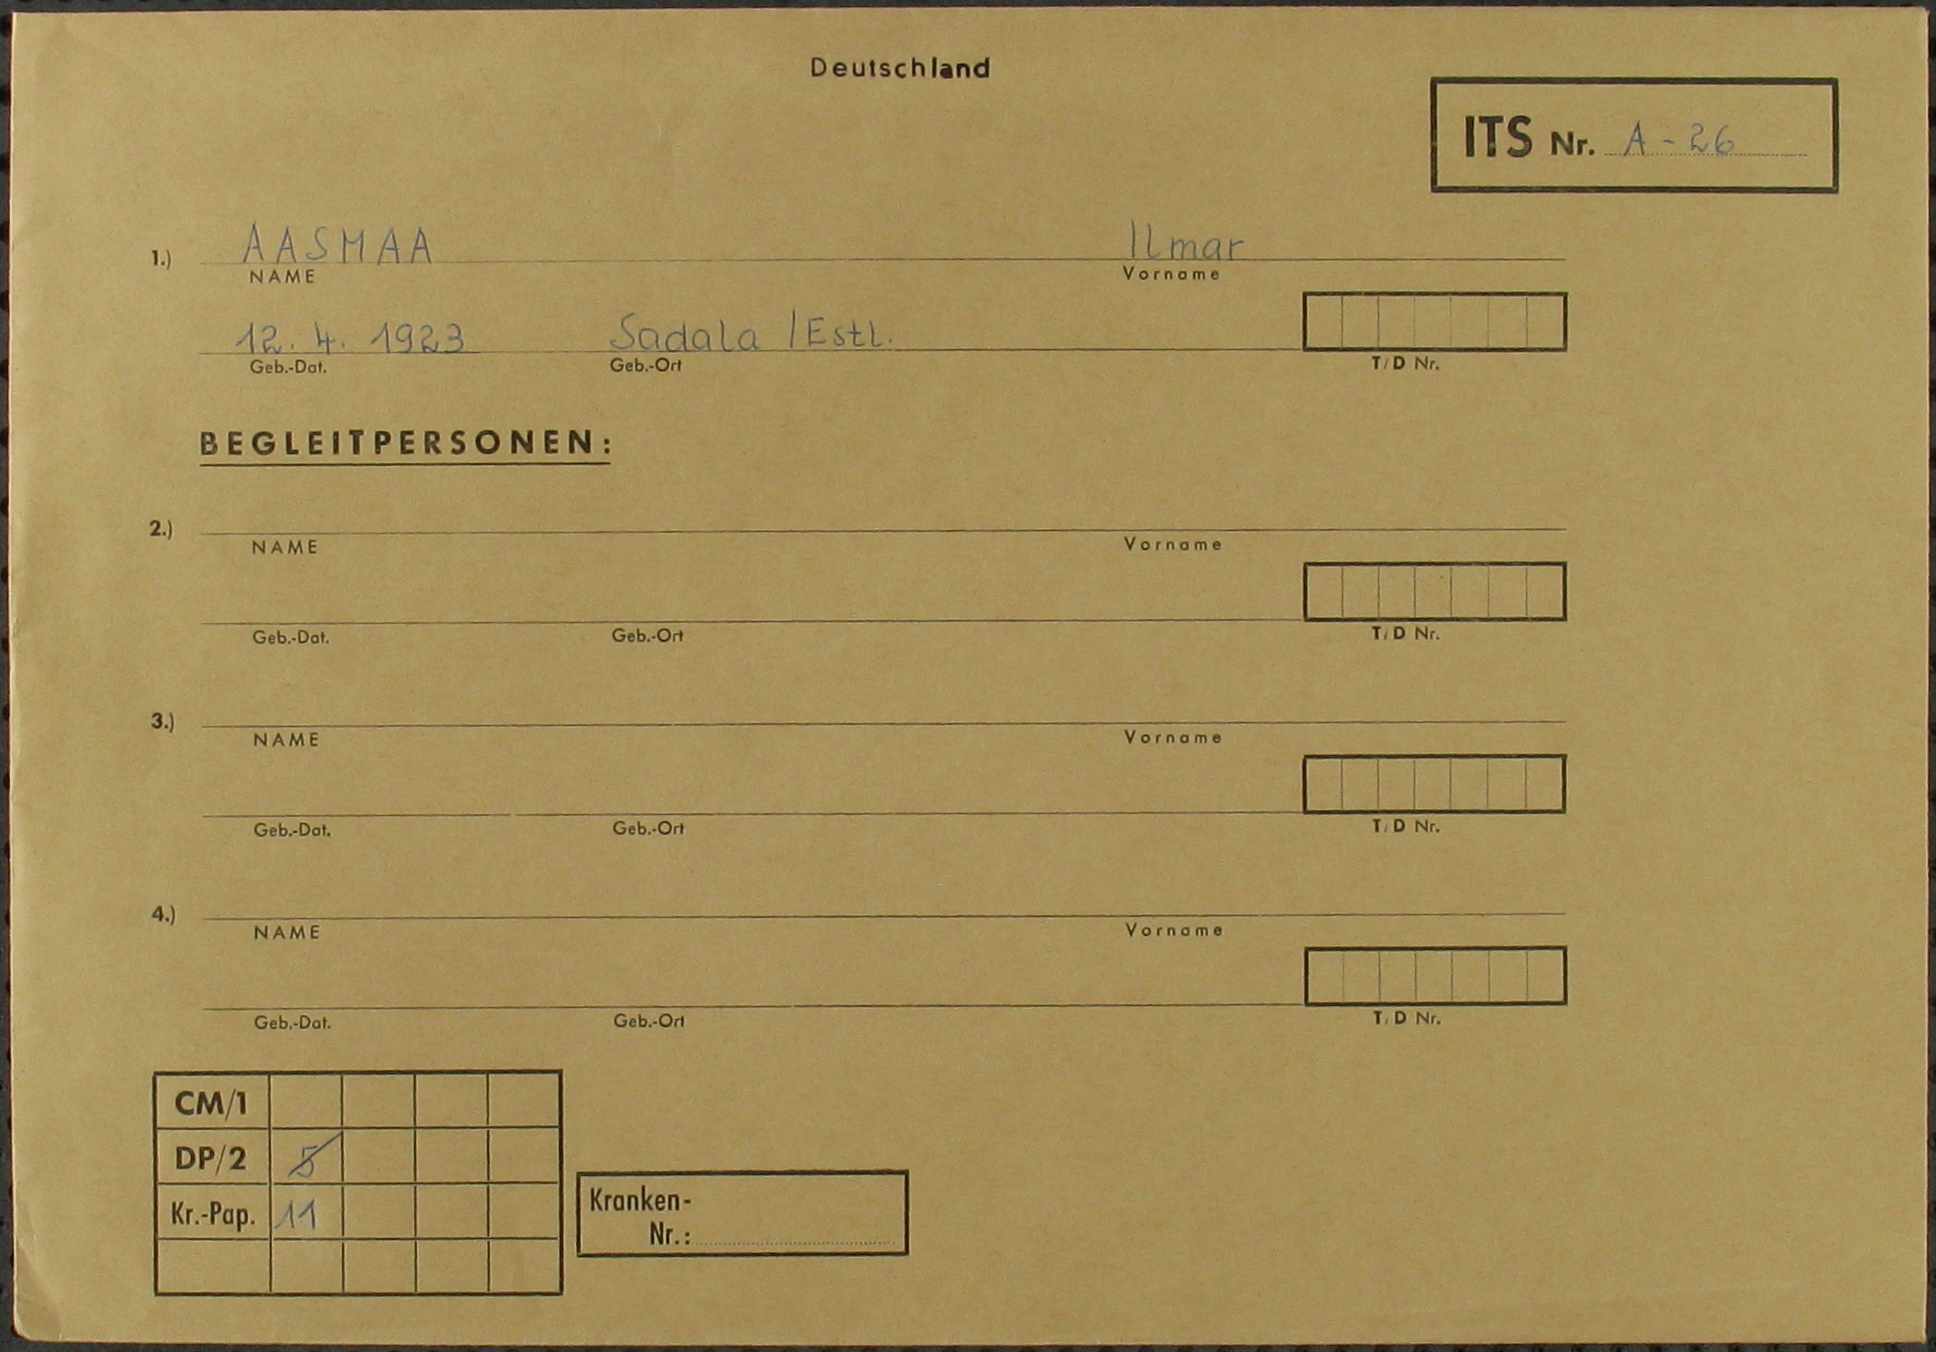 Deutschland
ITS Nr. A - 26
1.) AASMAA Ilmar
NAME Vorname
12. 4. 1923 Sadala /Estl.
Geb.-Dat. Geb.-Ort T/D Nr.
BEGLEITPERSONEN:
2.)
NAME Vorname
Geb.-Dat. Geb.-Ort T/D Nr.
3.)
NAME Vorname
Geb.-Dat. Geb.-Ort T/D Nr.
4.)
NAME Vorname
Geb.-Dat. Geb.-Ort T/D Nr.
CM/1
DP/2 5
Kr.-Pap. 11
Kranken-
Nr.: